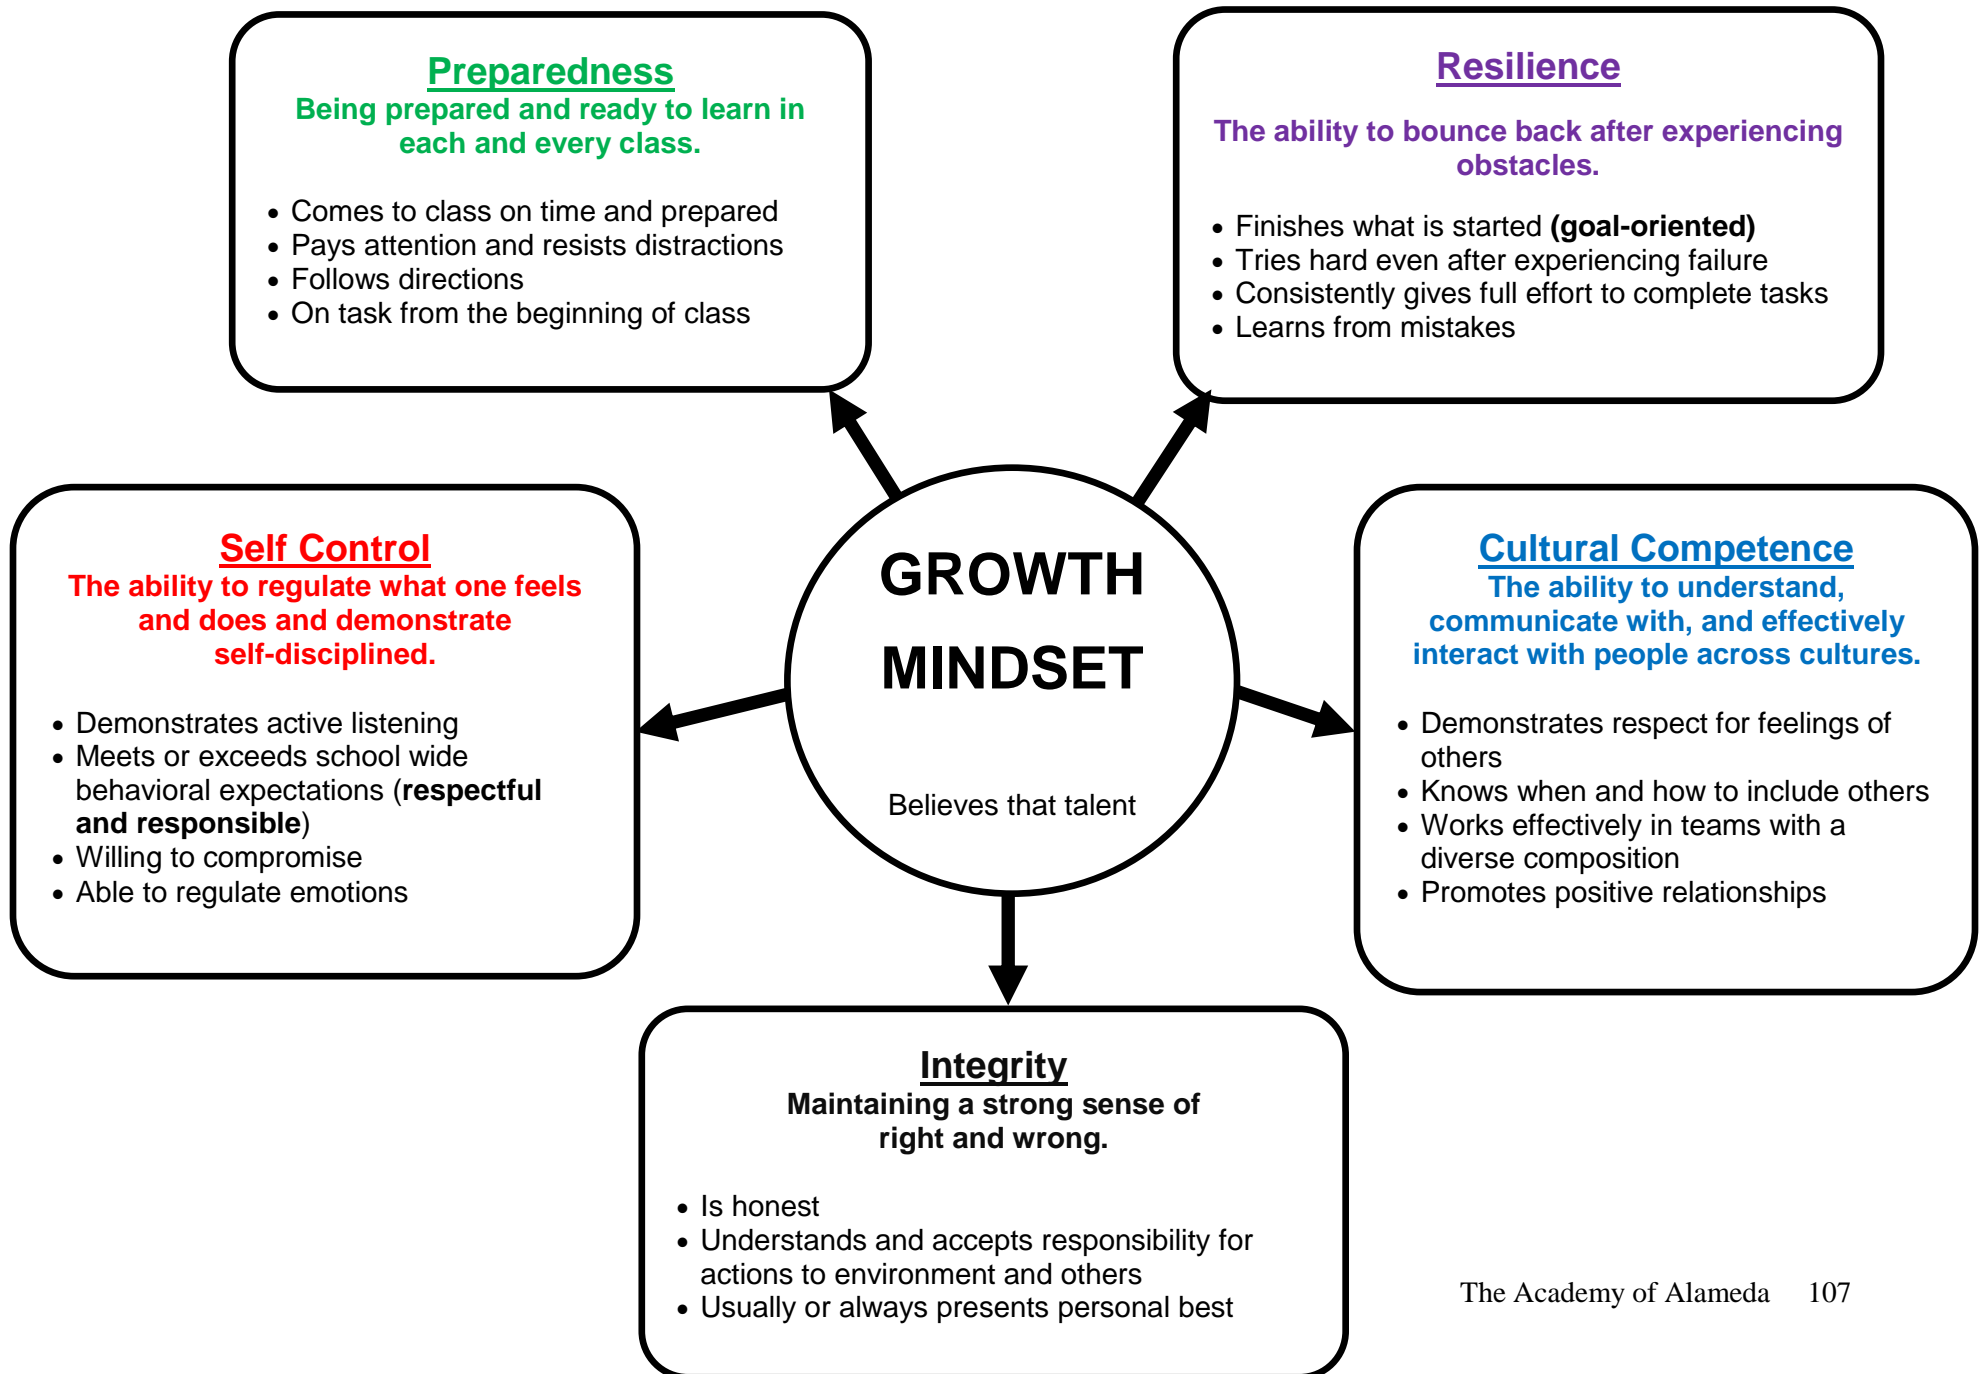 Preparedness
Being prepared and ready to learn in
each and every class.
• Comes to class on time and prepared
• Pays attention and resists distractions
• Follows directions
• On task from the beginning of class
Resilience
The ability to bounce back after experiencing
obstacles.
• Finishes what is started (goal-oriented)
• Tries hard even after experiencing failure
• Consistently gives full effort to complete tasks
• Learns from mistakes
Self Control
The ability to regulate what one feels
and does and demonstrate
self-disciplined.
• Demonstrates active listening
• Meets or exceeds school wide
behavioral expectations (respectful
and responsible)
• Willing to compromise
• Able to regulate emotions
GROWTH
MINDSET
Believes that talent
Cultural Competence
The ability to understand,
communicate with, and effectively
interact with people across cultures.
• Demonstrates respect for feelings of
others
• Knows when and how to include others
• Works effectively in teams with a
diverse composition
• Promotes positive relationships
Integrity
Maintaining a strong sense of
right and wrong.
• Is honest
• Understands and accepts responsibility for
actions to environment and others
• Usually or always presents personal best
The Academy of Alameda 107